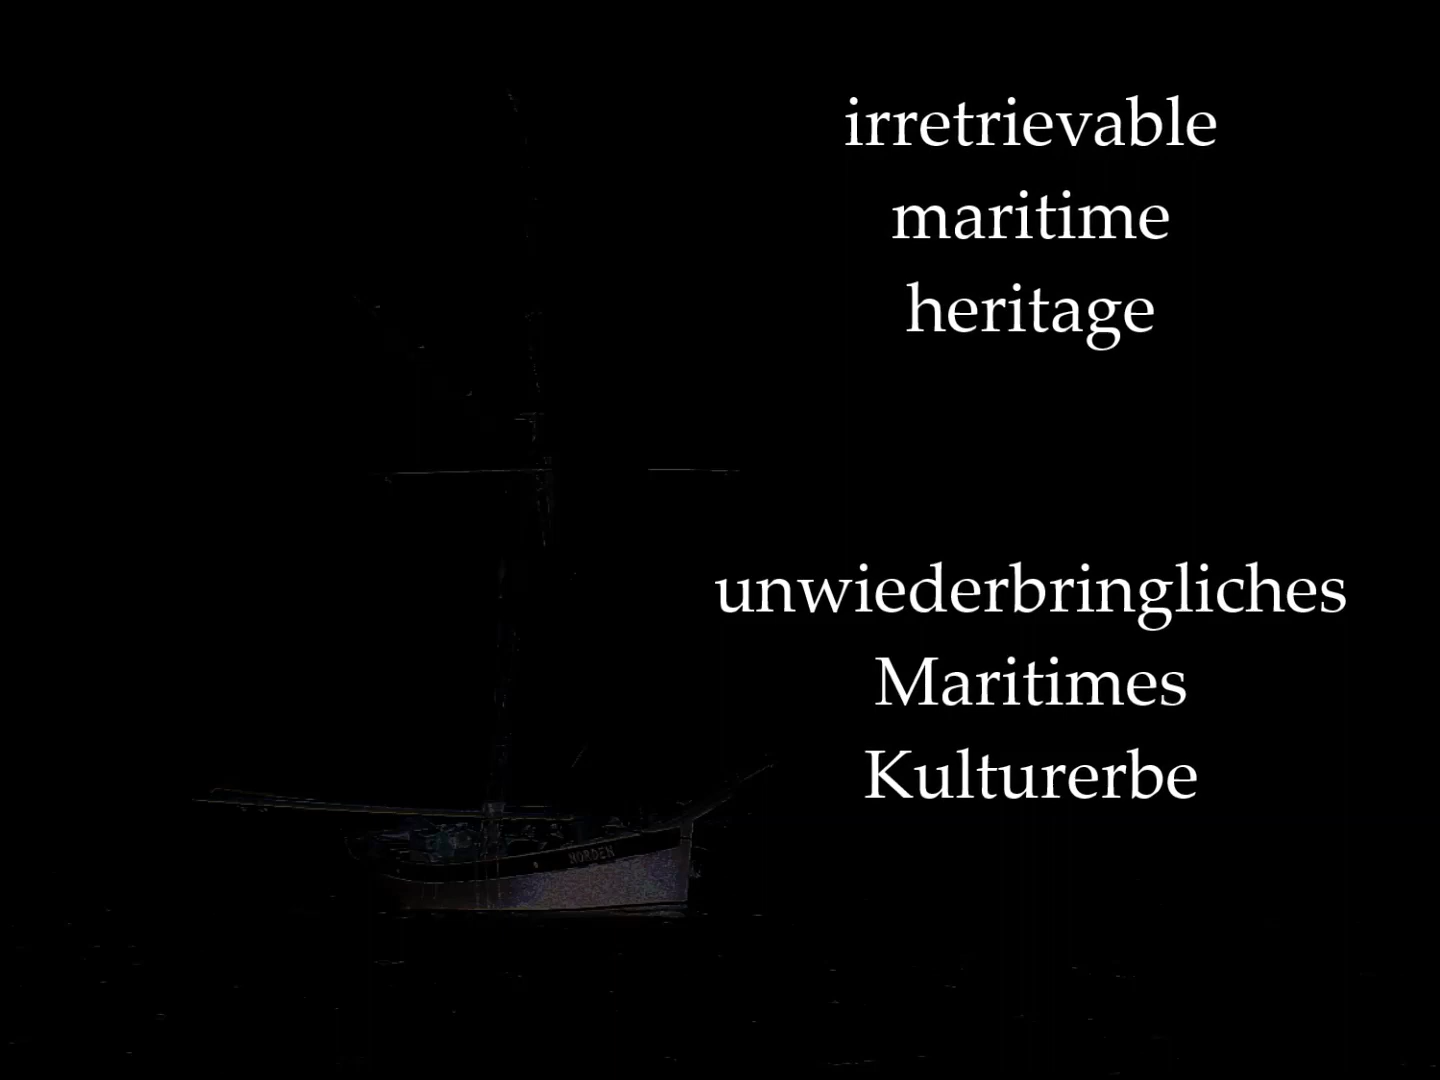 irretrievable
maritime
heritage
unwiederbringliches
Maritimes
Kulturerbe
NORDEN